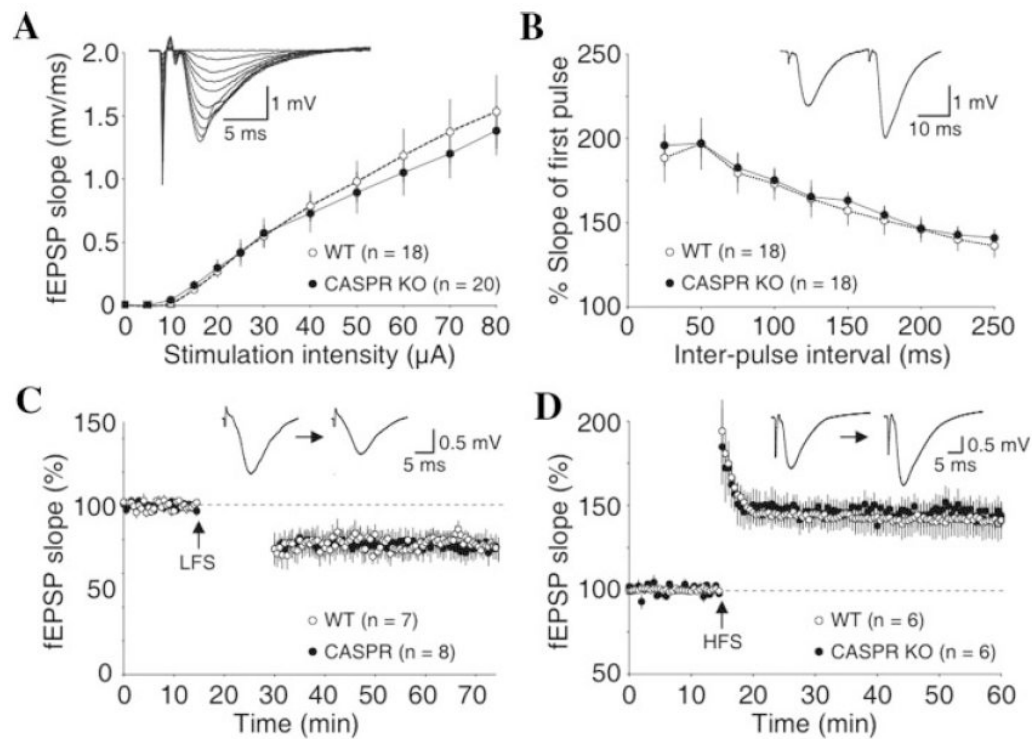 A
fEPSP slope (mv/ms)
2.0
1.5
1.0
0.5
0
1 mV
5 ms
WT (n = 18)
CASPR KO (n = 20)
0 10 20 30 40 50 60 70 80
Stimulation intensity (µA)
B
% Slope of first pulse
250
200
150
100
1 mV
10 ms
WT (n = 18)
CASPR KO (n = 18)
0 50 100 150 200 250
Inter-pulse interval (ms)
C
fEPSP slope (%)
150
100
50
0
0.5 mV
5 ms
LFS
WT (n = 7)
CASPR (n = 8)
0 10 20 30 40 50 60 70
Time (min)
D
fEPSP slope (%)
200
150
100
50
0.5 mV
5 ms
HFS
WT (n = 6)
CASPR KO (n = 6)
0 10 20 30 40 50 60
Time (min)